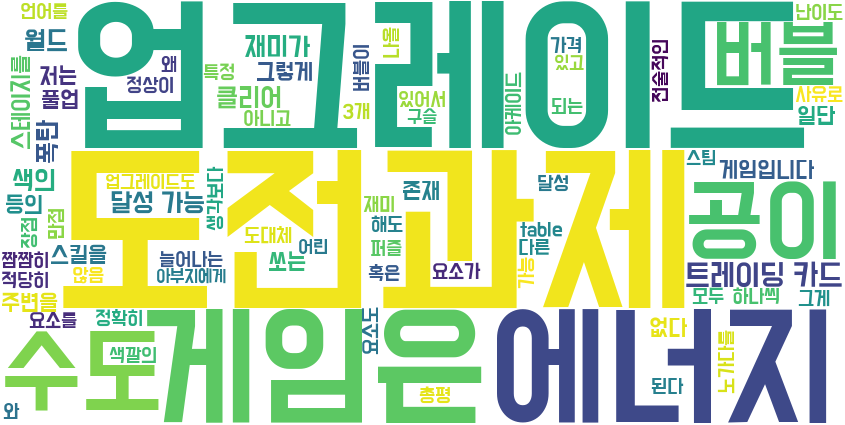 언어를
업그레이드
버블
난이도
월드
왜
정상이
재미가
그렇게
특정
버블이
나올
가격
있고
전술적인
스테이지를
저는
풀업
클리어
아니고
3개
있어서
구슬
아케이드
되는
사유로
일단
폭탄
도전과제
스팀
게임입니다
색인
업그레이드도
생각보다
존재
달성
공이
등의
달성 가능
재미
장점
만점
도대체
어린
해도
table
퍼즐
다른
스킬을
짬짬히
늘어나는
쏘는
적당히
않음
아부지에게
혹은
요소가
가능
트레이딩 카드
주변을
모두
하나씩
그게
요소를
정확히
게임은
요소도
에너지
없다
노가다를
수도
색깔의
총평
된다
와